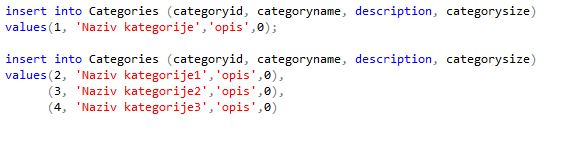 insert into Categories (categoryid, categoryname, description, categorysize)
values(1, 'Naziv kategorije','opis',0);
insert into Categories (categoryid, categoryname, description, categorysize)
values(2, 'Naziv kategorije1','opis',0),
(3, 'Naziv kategorije2','opis',0),
(4, 'Naziv kategorije3','opis',0)